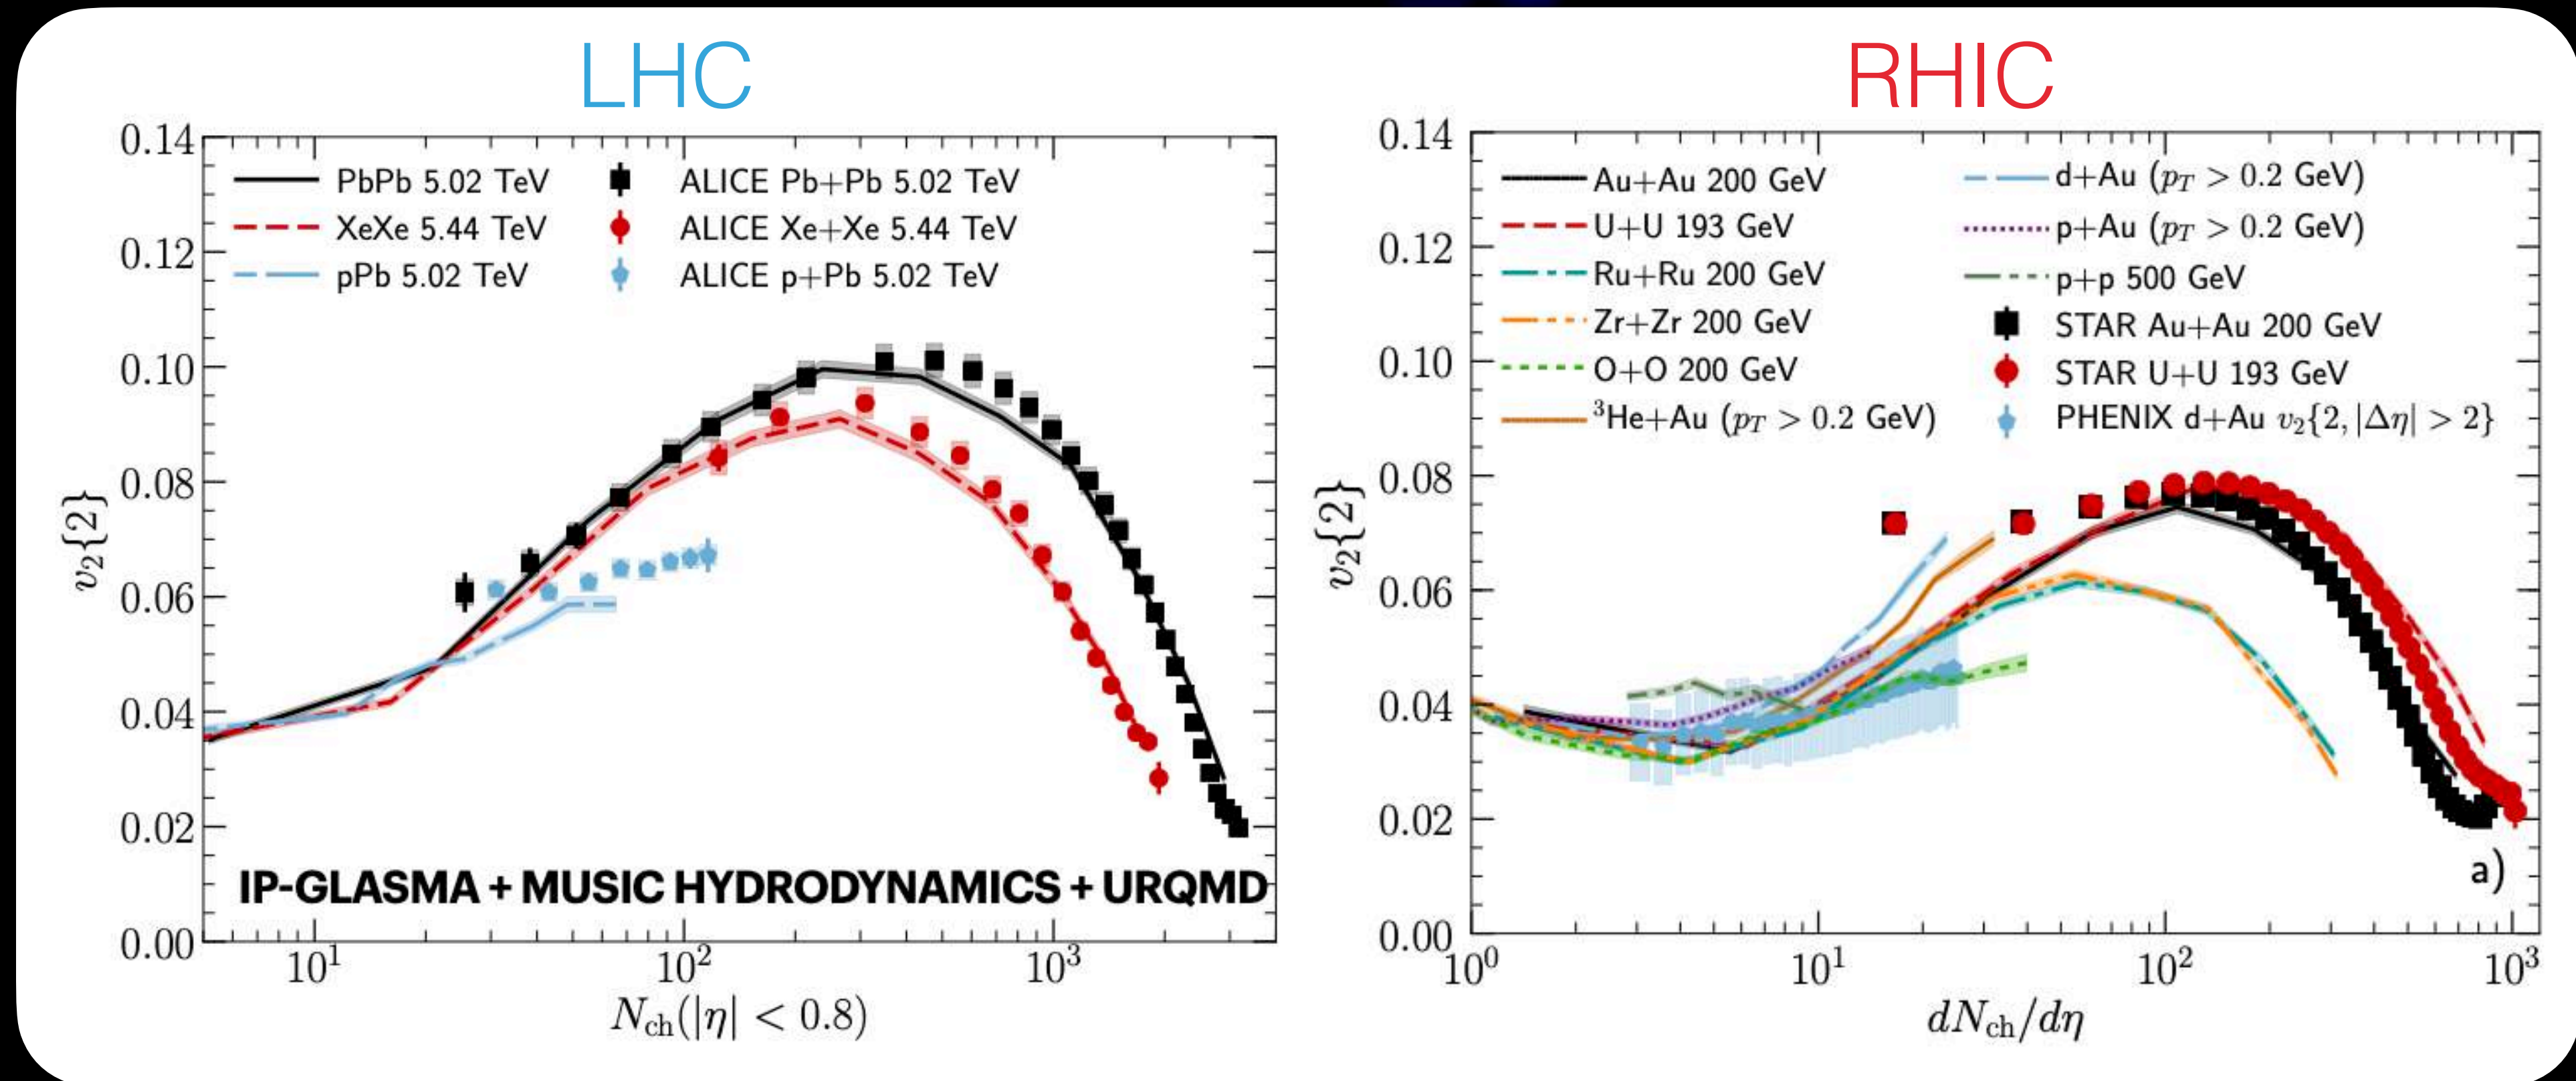 LHC
0.14
0.12
0.10
0.08
0.06
0.04
0.02
0.00
v₂{2}
PbPb 5.02 TeV
XeXe 5.44 TeV
pPb 5.02 TeV
ALICE Pb+Pb 5.02 TeV
ALICE Xe+Xe 5.44 TeV
ALICE p+Pb 5.02 TeV
IP-GLASMA + MUSIC HYDRODYNAMICS + URQMD
10¹ 10² 10³
N_ch(|η| < 0.8)
RHIC
0.14
0.12
0.10
0.08
0.06
0.04
0.02
0.00
v₂{2}
Au+Au 200 GeV
U+U 193 GeV
Ru+Ru 200 GeV
Zr+Zr 200 GeV
O+O 200 GeV
³He+Au (p_T > 0.2 GeV)
d+Au (p_T > 0.2 GeV)
p+Au (p_T > 0.2 GeV)
p+p 500 GeV
STAR Au+Au 200 GeV
STAR U+U 193 GeV
PHENIX d+Au v₂{2, |Δη| > 2}
a)
10⁰ 10¹ 10² 10³
dN_ch/dη